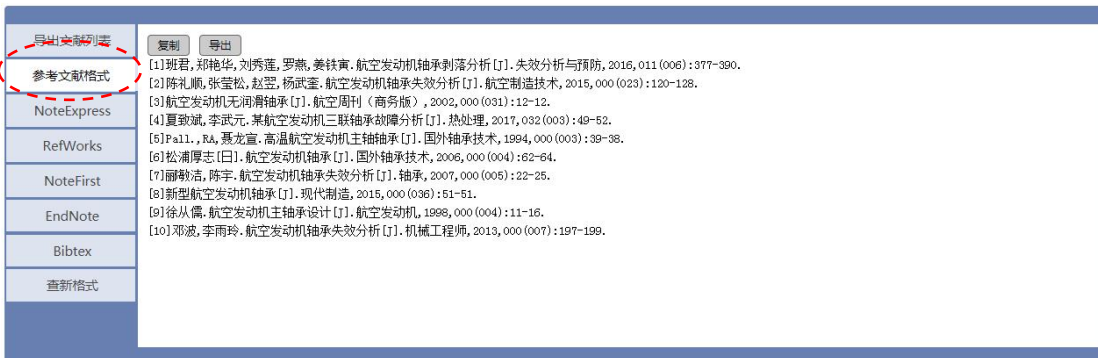 导出文献列表
参考文献格式
NoteExpress
RefWorks
NoteFirst
EndNote
Bibtex
查新格式
复制 导出
[1]班君,郑艳华,刘秀莲,罗燕,姜铁寅.航空发动机轴承剥落分析[J].失效分析与预防,2016,011(006):377-390.
[2]陈礼顺,张莹松,赵翌,杨武奎.航空发动机轴承失效分析[J].航空制造技术,2015,000(023):120-128.
[3]航空发动机无润滑轴承[J].航空周刊（商务版）,2002,000(031):12-12.
[4]夏致斌,李武元.某航空发动机三联轴承故障分析[J].热处理,2017,032(003):49-52.
[5]Pall.,RA,聂龙宣.高温航空发动机主轴轴承[J].国外轴承技术,1994,000(003):39-38.
[6]松浦厚志[日].航空发动机轴承[J].国外轴承技术,2006,000(004):62-64.
[7]郦敏洁,陈宇.航空发动机轴承失效分析[J].轴承,2007,000(005):22-25.
[8]新型航空发动机轴承[J].现代制造,2015,000(036):51-51.
[9]徐从儒.航空发动机主轴承设计[J].航空发动机,1998,000(004):11-16.
[10]邓波,李雨玲.航空发动机轴承失效分析[J].机械工程师,2013,000(007):197-199.